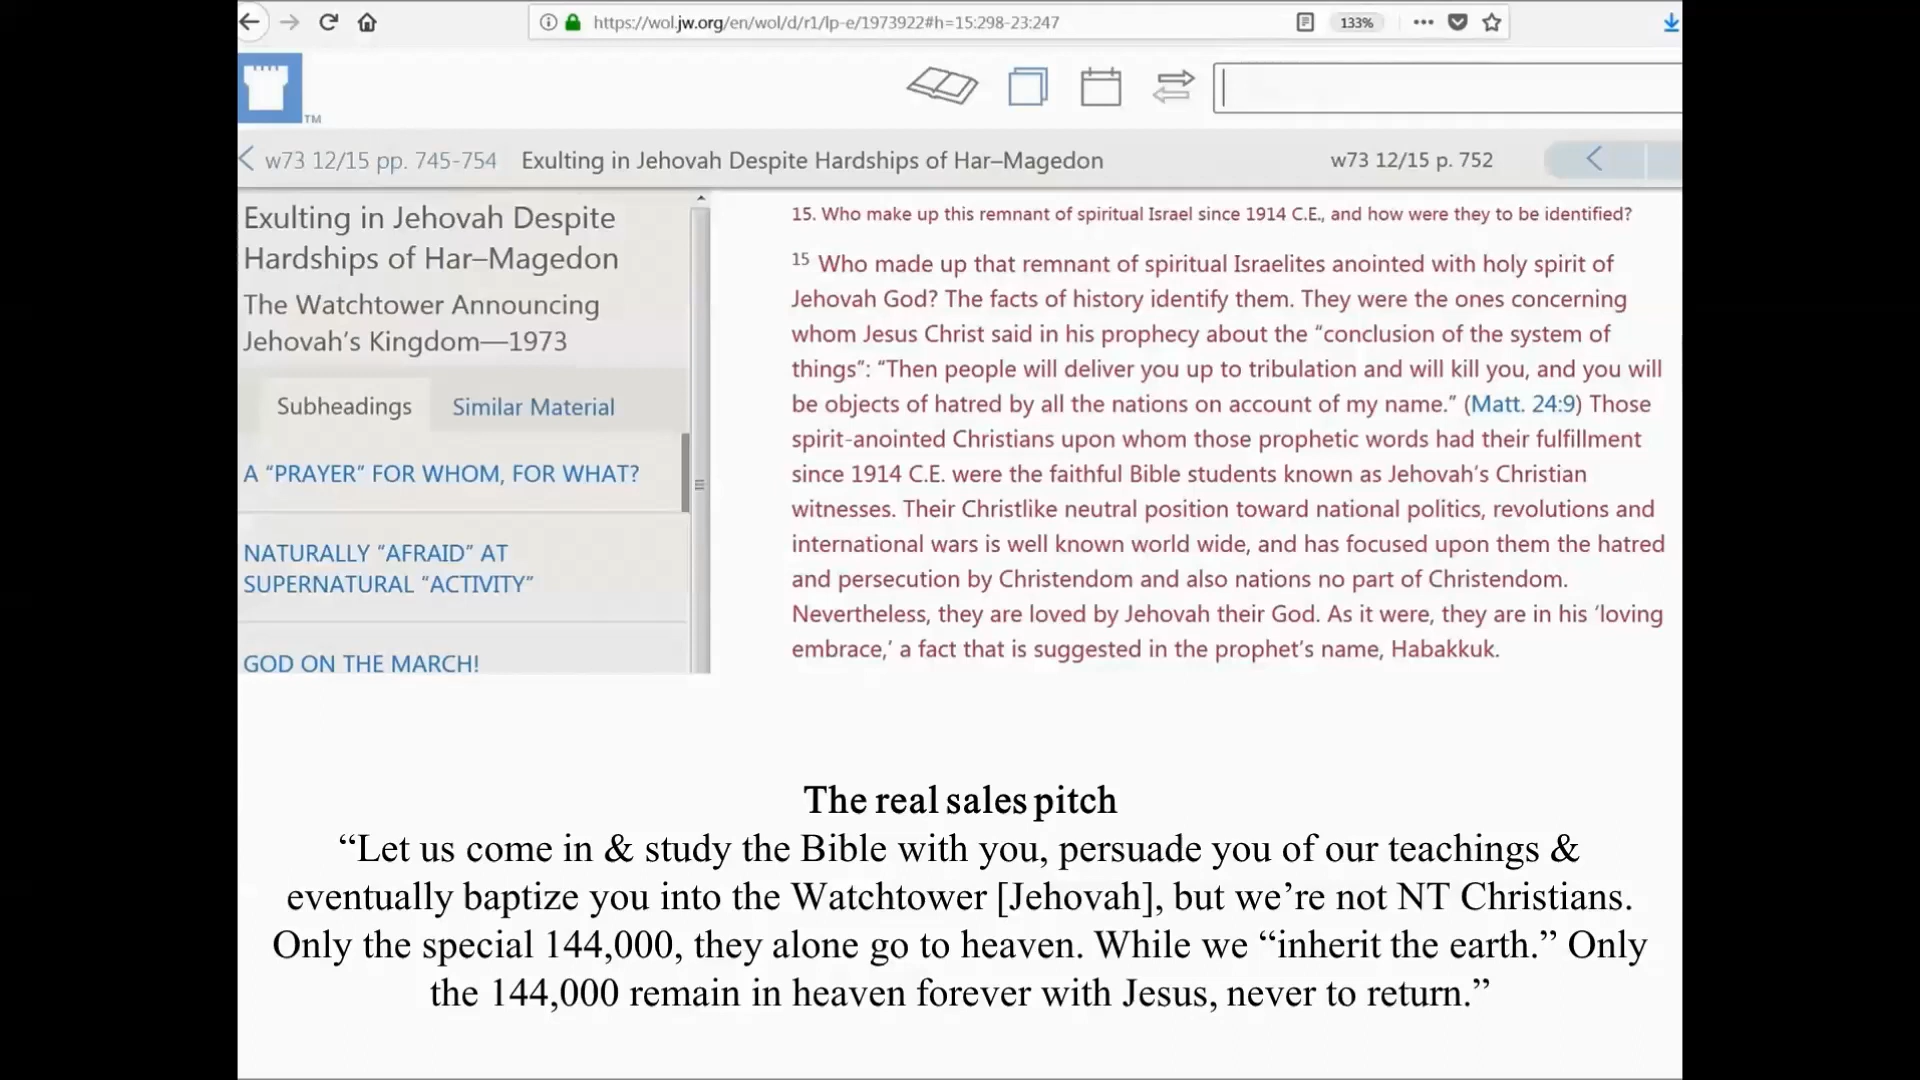 https://wol.jw.org/en/wol/d/r1/lp-e/1973922#h=15:298-23:247
133%
TM
w73 12/15 pp. 745-754
Exulting in Jehovah Despite Hardships of Har–Magedon
w73 12/15 p. 752
Exulting in Jehovah Despite
Hardships of Har–Magedon
The Watchtower Announcing
Jehovah’s Kingdom—1973
Subheadings
Similar Material
A “PRAYER” FOR WHOM, FOR WHAT?
NATURALLY “AFRAID” AT
SUPERNATURAL “ACTIVITY”
GOD ON THE MARCH!
15. Who make up this remnant of spiritual Israel since 1914 C.E., and how were they to be identified?
15 Who made up that remnant of spiritual Israelites anointed with holy spirit of
Jehovah God? The facts of history identify them. They were the ones concerning
whom Jesus Christ said in his prophecy about the “conclusion of the system of
things”: “Then people will deliver you up to tribulation and will kill you, and you will
be objects of hatred by all the nations on account of my name.” (Matt. 24:9) Those
spirit-anointed Christians upon whom those prophetic words had their fulfillment
since 1914 C.E. were the faithful Bible students known as Jehovah’s Christian
witnesses. Their Christlike neutral position toward national politics, revolutions and
international wars is well known world wide, and has focused upon them the hatred
and persecution by Christendom and also nations no part of Christendom.
Nevertheless, they are loved by Jehovah their God. As it were, they are in his ‘loving
embrace,’ a fact that is suggested in the prophet’s name, Habakkuk.
The real sales pitch
“Let us come in & study the Bible with you, persuade you of our teachings &
eventually baptize you into the Watchtower [Jehovah], but we’re not NT Christians.
Only the special 144,000, they alone go to heaven. While we “inherit the earth.” Only
the 144,000 remain in heaven forever with Jesus, never to return.”